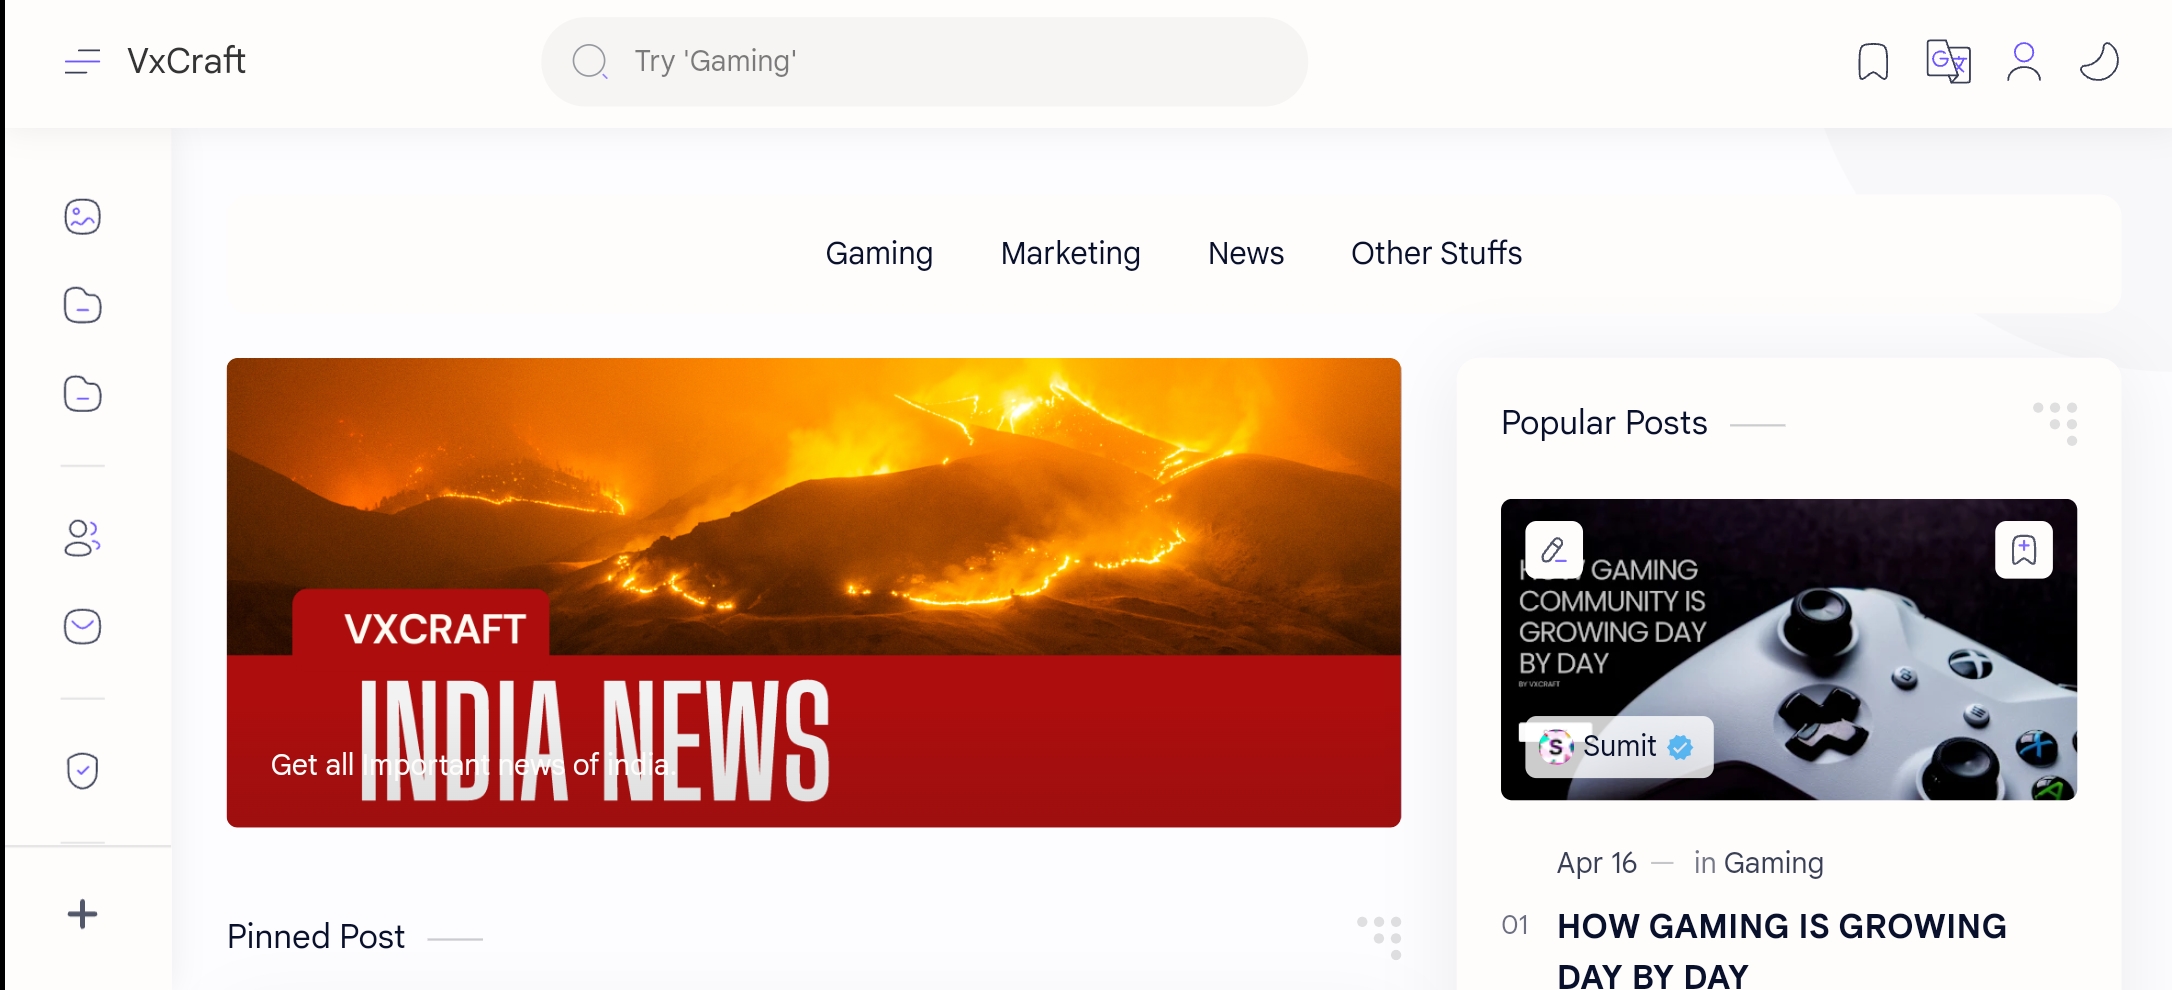 VxCraft
Try 'Gaming'
Gaming
Marketing
News
Other Stuffs
VXCRAFT
INDIA NEWS
Get all Important news of india.
Pinned Post
Popular Posts
GAMING
COMMUNITY IS
GROWING DAY
BY DAY
BY VXCRAFT
S
Sumit
Apr 16
in Gaming
01
HOW GAMING IS GROWING
DAY BY DAY